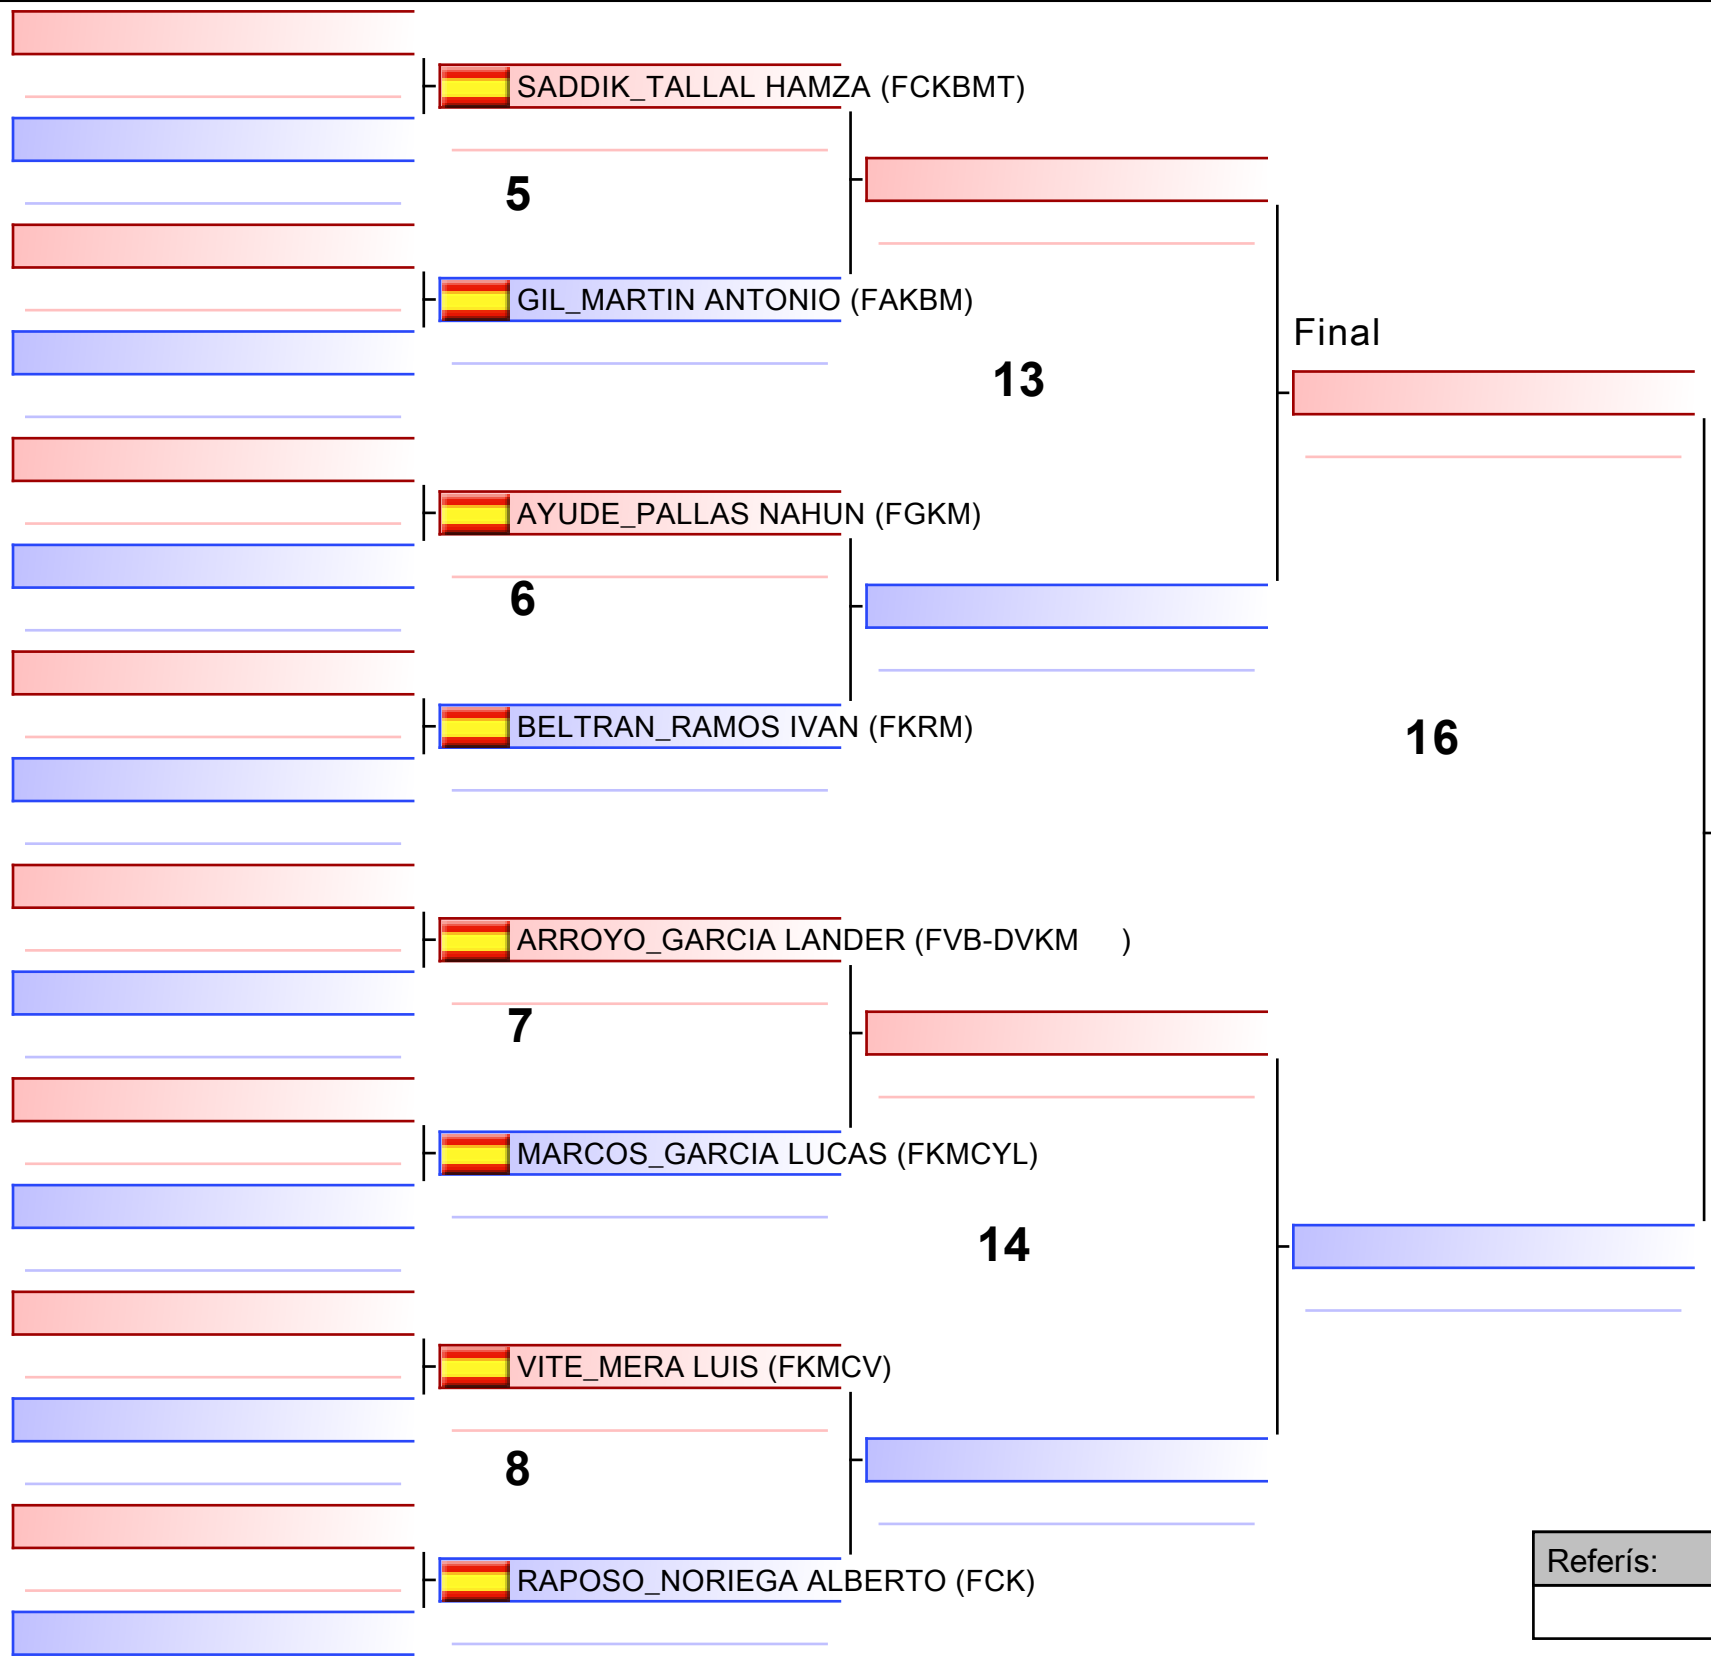 SADDIK_TALLAL HAMZA (FCKBMT)
5
GIL_MARTIN ANTONIO (FAKBM)
Final
13
AYUDE_PALLAS NAHUN (FGKM)
6
BELTRAN_RAMOS IVAN (FKRM)
16
ARROYO_GARCIA LANDER (FVB-DVKM )
7
MARCOS_GARCIA LUCAS (FKMCYL)
14
VITE_MERA LUIS (FKMCV)
8
RAPOSO_NORIEGA ALBERTO (FCK)
Referís: